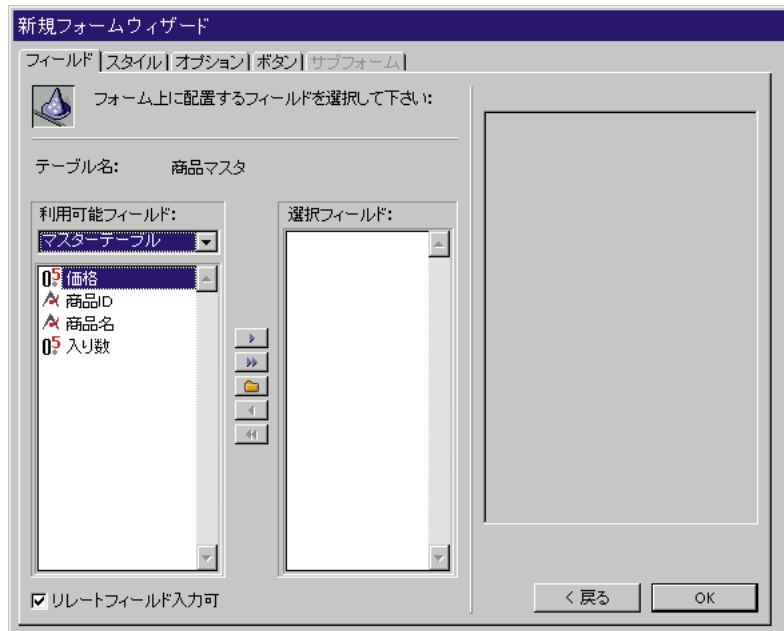 新規フォームウィザード
フィールド スタイル オプション ボタン サブフォーム
フォーム上に配置するフィールドを選択して下さい:
テーブル名: 商品マスタ
利用可能フィールド: 選択フィールド:
マスターテーブル
価格
商品ID
商品名
入り数
リレートフィールド入力可
< 戻る OK